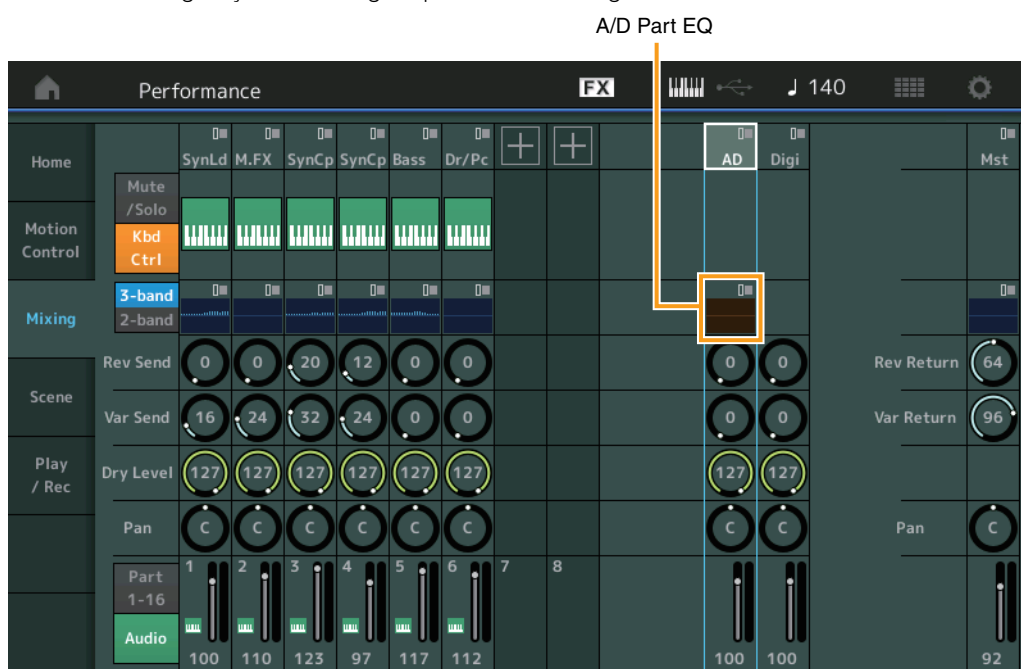 A/D Part EQ
Performance
FX
140
SynLd M.FX SynCp SynCp Bass Dr/Pc AD Digi Mst
Home
Mute
/Solo
Motion
Control
Kbd
Ctrl
3-band
2-band
Mixing
Rev Send 0 0 20 12 0 0 0 0 Rev Return 64
Scene
Var Send 16 24 32 24 0 0 0 0 Var Return 96
Play
/ Rec
Dry Level 127 127 127 127 127 127 127 127
Pan C C C C C C C C Pan C
1 2 3 4 5 6 7 8
Part
1-16
Audio
100 110 123 97 117 112 100 100 92